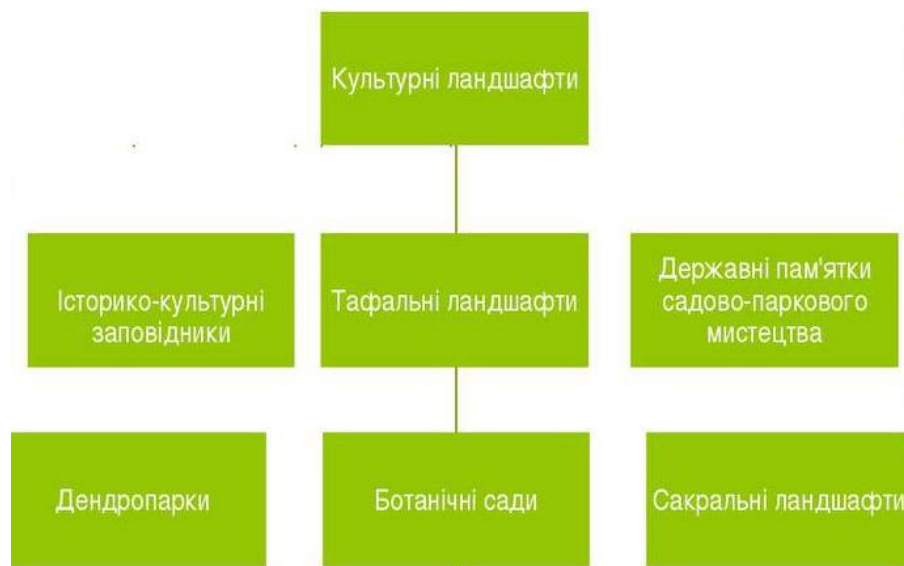 Культурні ландшафти
Історико-культурні
заповідники
Тафальні ландшафти
Державні пам'ятки
садово-паркового
мистецтва
Дендропарки
Ботанічні сади
Сакральні ландшафти